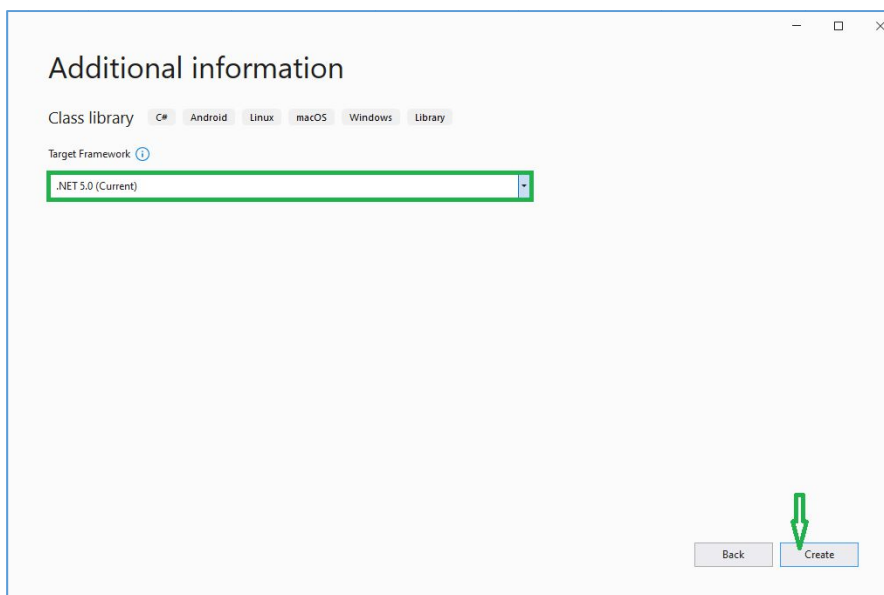 Additional information
Class library C# Android Linux macOS Windows Library
Target Framework
.NET 5.0 (Current)
Back Create